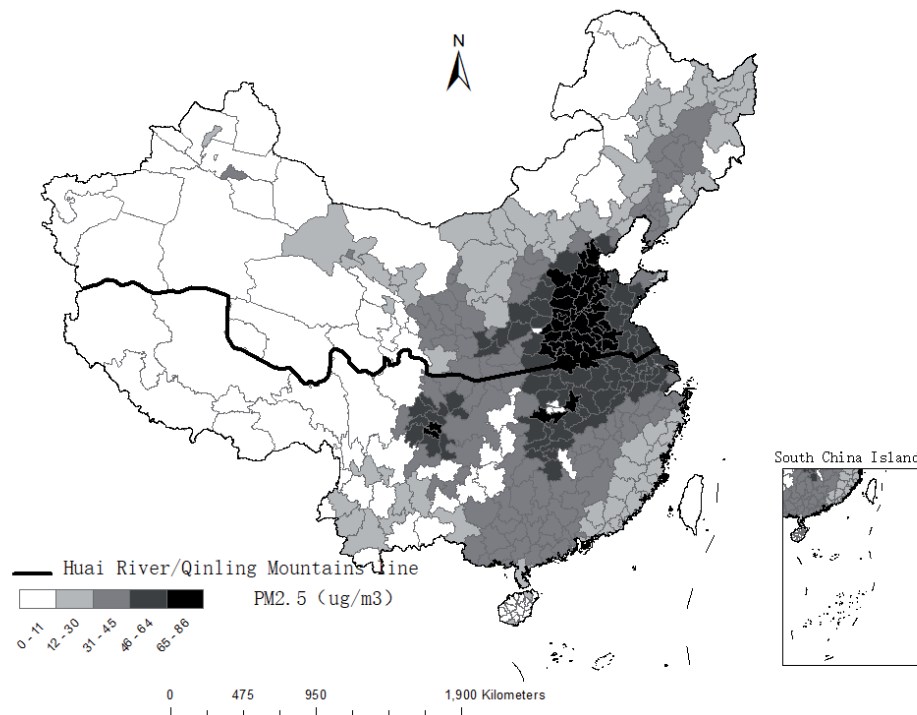 N
South China Island
Huai River/Qinling Mountains line
PM2.5 (ug/m3)
0 - 11
12 - 30
31 - 45
46 - 64
65 - 86
0 475 950 1,900 Kilometers